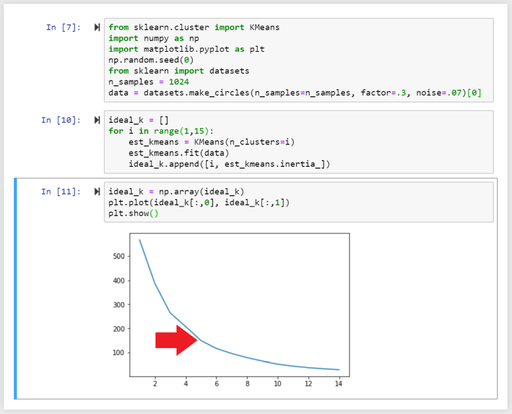 In [7]:
from sklearn.cluster import KMeans
import numpy as np
import matplotlib.pyplot as plt
np.random.seed(0)
from sklearn import datasets
n_samples = 1024
data = datasets.make_circles(n_samples=n_samples, factor=.3, noise=.07)[0]
In [10]:
ideal_k = []
for i in range(1,15):
    est_kmeans = KMeans(n_clusters=i)
    est_kmeans.fit(data)
    ideal_k.append([i, est_kmeans.inertia_])
In [11]:
ideal_k = np.array(ideal_k)
plt.plot(ideal_k[:,0], ideal_k[:,1])
plt.show()
500
400
300
200
100
2 4 6 8 10 12 14